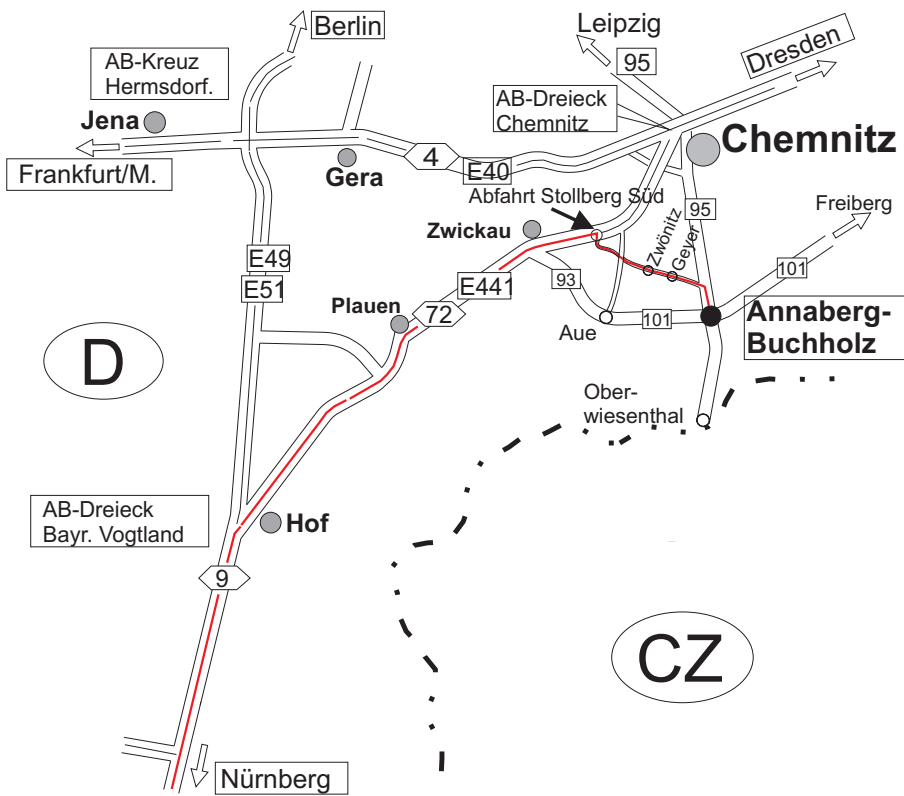 Berlin
Leipzig
Dresden
AB-Kreuz
Hermsdorf.
95
AB-Dreieck
Chemnitz
Jena
Chemnitz
Frankfurt/M.
Gera
4
E40
Abfahrt Stollberg Süd
Zwickau
Zwönitz
Geyer
95
Freiberg
E49
E51
E441
93
101
Plauen
72
Aue
101
Annaberg-
Buchholz
D
Ober-
wiesenthal
AB-Dreieck
Bayr. Vogtland
Hof
9
CZ
Nürnberg